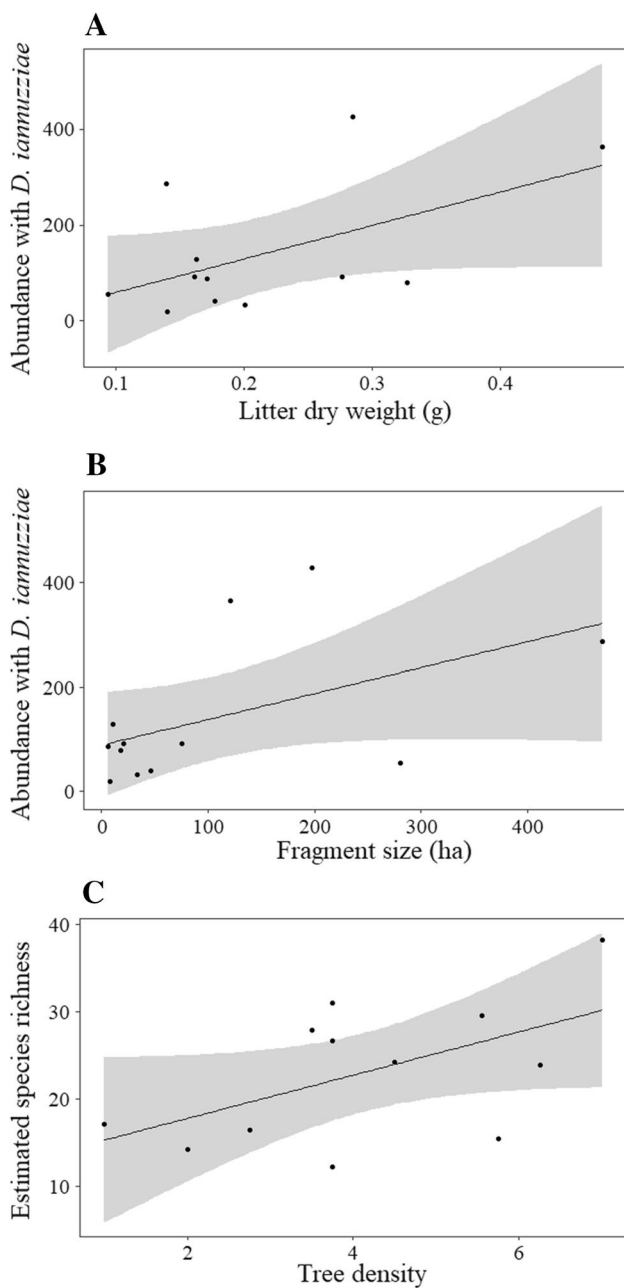 A
Abundance with D. iannuzziae
400
200
0
0.1 0.2 0.3 0.4
Litter dry weight (g)
B
Abundance with D. iannuzziae
400
200
0
0 100 200 300 400
Fragment size (ha)
C
Estimated species richness
40
30
20
10
2 4 6
Tree density